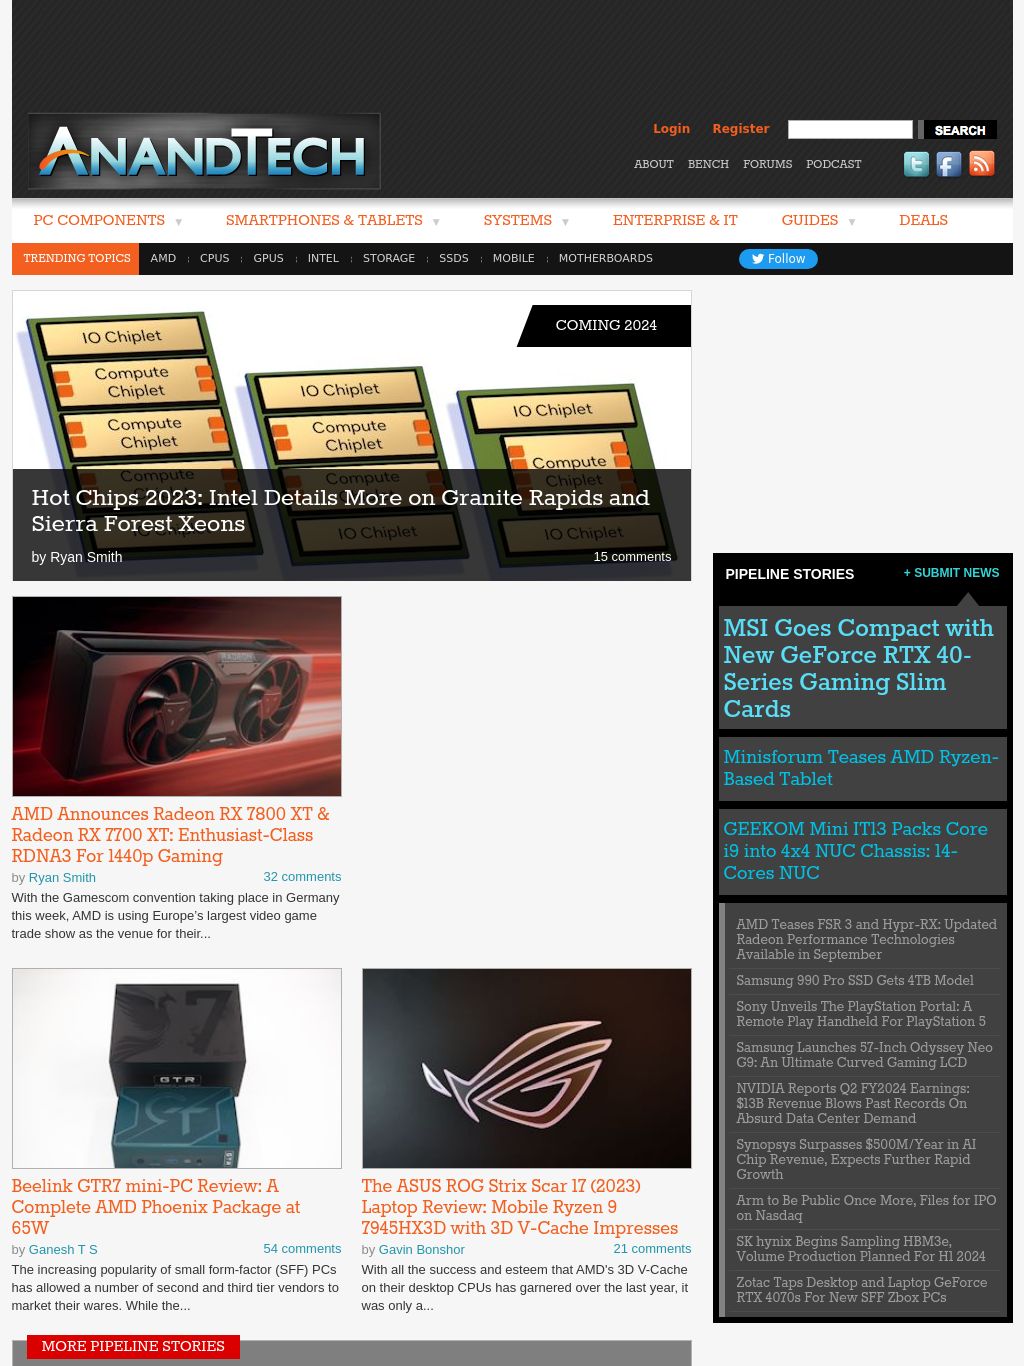 ANANDTECH
Login Register SEARCH
ABOUT BENCH FORUMS PODCAST
PC COMPONENTS SMARTPHONES & TABLETS SYSTEMS ENTERPRISE & IT GUIDES DEALS
TRENDING TOPICS AMD CPUS GPUS INTEL STORAGE SSDS MOBILE MOTHERBOARDS Follow
COMING 2024
IO Chiplet
Compute
Chiplet
Compute
Chiplet
IO Chiplet
Compute
Chiplet
IO Chiplet
Compute
Chiplet
IO Chiplet
IO Chiplet
Hot Chips 2023: Intel Details More on Granite Rapids and
Sierra Forest Xeons
by Ryan Smith 15 comments
RADEON
AMD Announces Radeon RX 7800 XT &
Radeon RX 7700 XT: Enthusiast-Class
RDNA3 For 1440p Gaming
by Ryan Smith 32 comments
With the Gamescom convention taking place in Germany
this week, AMD is using Europe's largest video game
trade show as the venue for their...
7
GTR
Beelink GTR7 mini-PC Review: A
Complete AMD Phoenix Package at
65W
by Ganesh T S 54 comments
The increasing popularity of small form-factor (SFF) PCs
has allowed a number of second and third tier vendors to
market their wares. While the...
The ASUS ROG Strix Scar 17 (2023)
Laptop Review: Mobile Ryzen 9
7945HX3D with 3D V-Cache Impresses
by Gavin Bonshor 21 comments
With all the success and esteem that AMD's 3D V-Cache
on their desktop CPUs has garnered over the last year, it
was only a...
MORE PIPELINE STORIES
PIPELINE STORIES + SUBMIT NEWS
MSI Goes Compact with
New GeForce RTX 40-
Series Gaming Slim
Cards
Minisforum Teases AMD Ryzen-
Based Tablet
GEEKOM Mini IT13 Packs Core
i9 into 4x4 NUC Chassis: 14-
Cores NUC
AMD Teases FSR 3 and Hypr-RX: Updated
Radeon Performance Technologies
Available in September
Samsung 990 Pro SSD Gets 4TB Model
Sony Unveils The PlayStation Portal: A
Remote Play Handheld For PlayStation 5
Samsung Launches 57-Inch Odyssey Neo
G9: An Ultimate Curved Gaming LCD
NVIDIA Reports Q2 FY2024 Earnings:
$13B Revenue Blows Past Records On
Absurd Data Center Demand
Synopsys Surpasses $500M/Year in AI
Chip Revenue, Expects Further Rapid
Growth
Arm to Be Public Once More, Files for IPO
on Nasdaq
SK hynix Begins Sampling HBM3e,
Volume Production Planned For H1 2024
Zotac Taps Desktop and Laptop GeForce
RTX 4070s For New SFF Zbox PCs